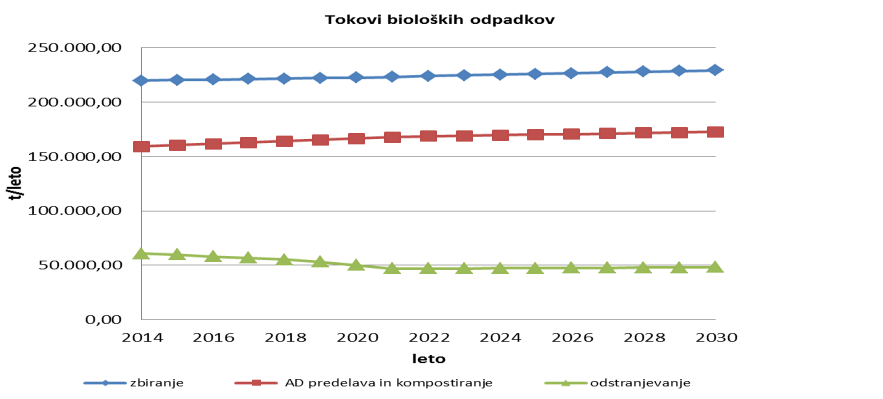 Tokovi bioloških odpadkov
250.000,00
200.000,00
150.000,00
100.000,00
50.000,00
0,00
t/leto
2014 2016 2018 2020 2022 2024 2026 2028 2030
leto
zbiranje AD predelava in kompostiranje odstranjevanje